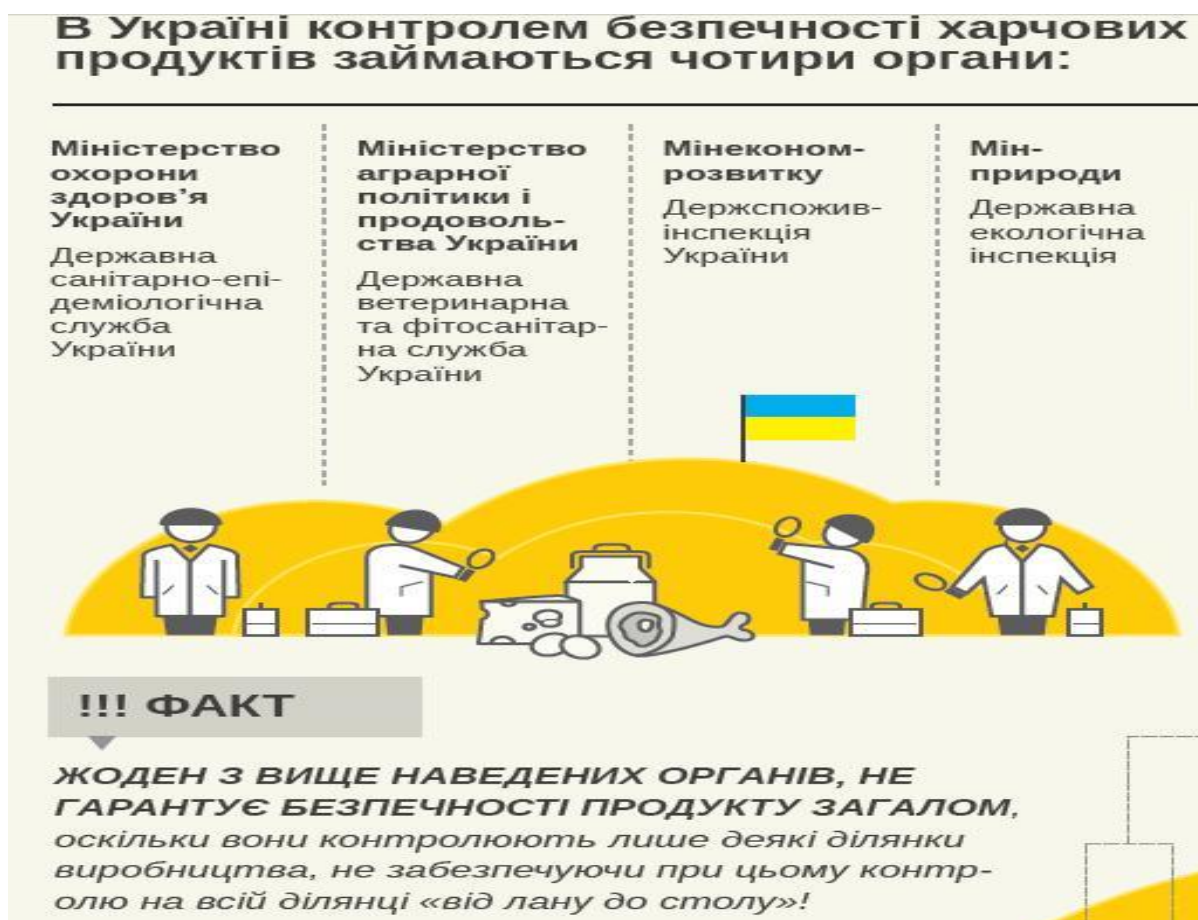 В Україні контролем безпечності харчових
продуктів займаються чотири органи:
Міністерство
охорони
здоров’я
України
Державна
санітарно-епі-
деміологічна
служба
України
Міністерство
аграрної
політики і
продоволь-
ства України
Державна
ветеринарна
та фітосанітар-
на служба
України
Мінеконом-
розвитку
Держспожив-
інспекція
України
Мін-
природи
Державна
екологічна
інспекція
!!! ФАКТ
ЖОДЕН З ВИЩЕ НАВЕДЕНИХ ОРГАНІВ, НЕ
ГАРАНТУЄ БЕЗПЕЧНОСТІ ПРОДУКТУ ЗАГАЛОМ,
оскільки вони контролюють лише деякі ділянки
виробництва, не забезпечуючи при цьому контр-
олю на всій ділянці «від лану до столу»!